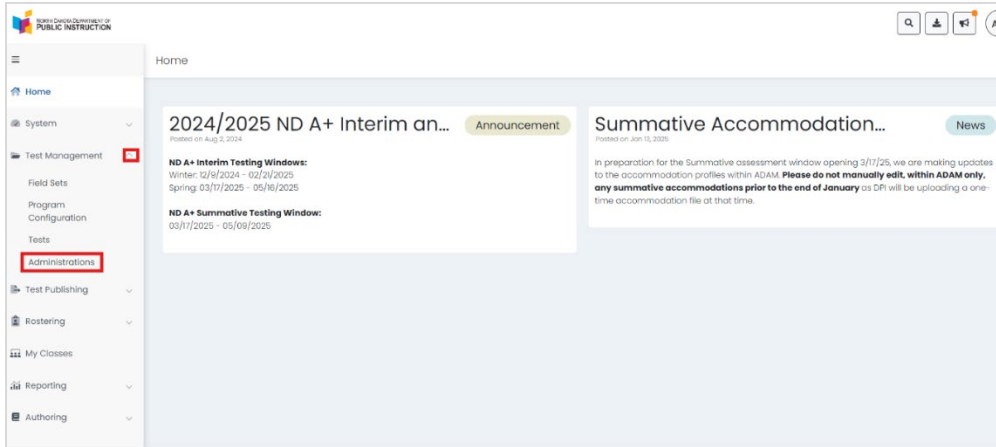 NORTH DAKOTA DEPARTMENT OF
PUBLIC INSTRUCTION
Home
Home
System
Test Management
Field Sets
Program
Configuration
Tests
Administrations
Test Publishing
Rostering
My Classes
Reporting
Authoring
2024/2025 ND A+ Interim an...
Announcement
Posted on Aug 2, 2024
ND A+ Interim Testing Windows:
Winter: 12/9/2024 - 02/21/2025
Spring: 03/17/2025 - 05/16/2025
ND A+ Summative Testing Window:
03/17/2025 - 05/09/2025
Summative Accommodation...
News
Posted on Jan 13, 2025
In preparation for the Summative assessment window opening 3/17/25, we are making updates
to the accommodation profiles within ADAM. Please do not manually edit, within ADAM only,
any summative accommodations prior to the end of January as DPI will be uploading a one-
time accommodation file at that time.